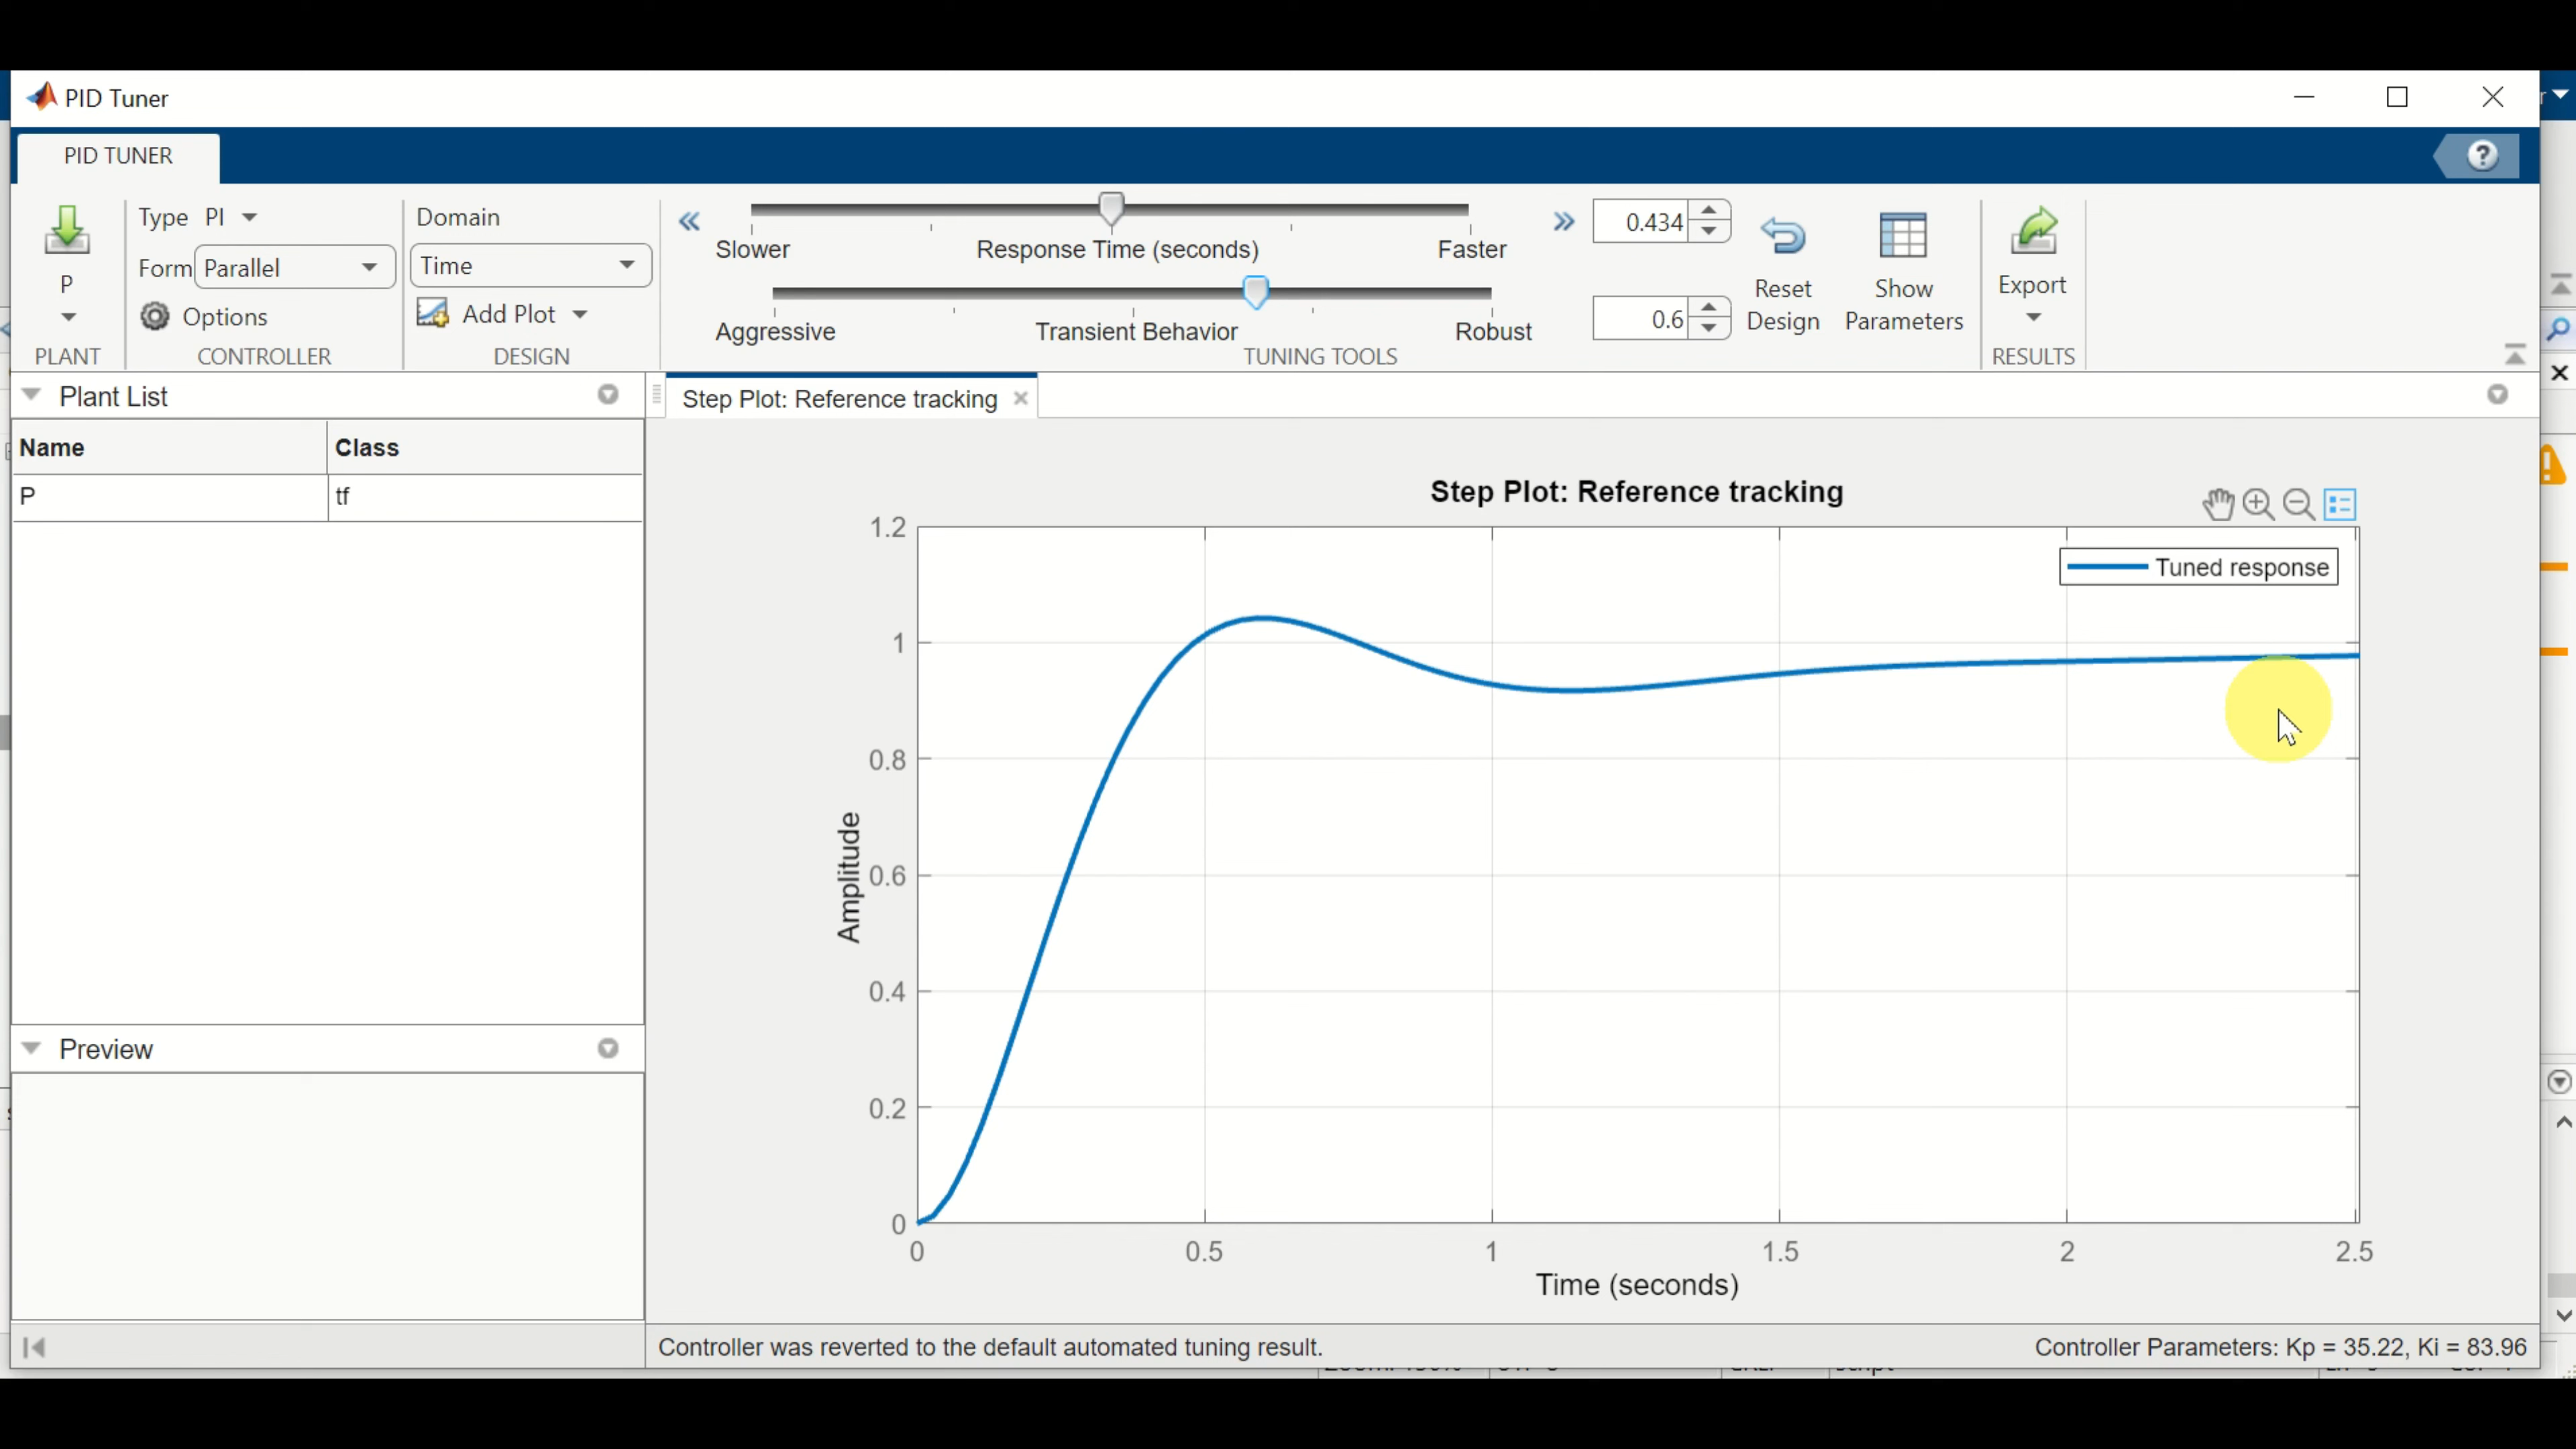 PID Tuner
PID TUNER
Type PI
Domain
0.434
Slower Response Time (seconds) Faster
Form Parallel
Time
P
Reset Design
Show Parameters
Export
Options
Add Plot
0.6
Aggressive Transient Behavior Robust
PLANT CONTROLLER DESIGN TUNING TOOLS RESULTS
Plant List
Step Plot: Reference tracking
Name Class
P tf
Step Plot: Reference tracking
Tuned response
1.2
1
0.8
0.6
0.4
0.2
0
Amplitude
0 0.5 1 1.5 2 2.5
Time (seconds)
Preview
Controller was reverted to the default automated tuning result.
Controller Parameters: Kp = 35.22, Ki = 83.96